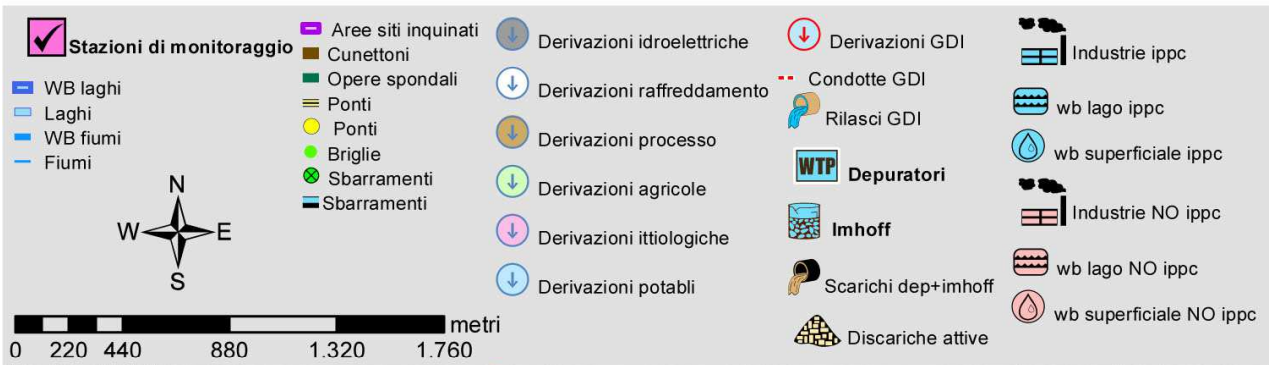 Stazioni di monitoraggio
WB laghi
Laghi
WB fiumi
Fiumi
N
W
E
S
metri
0 220 440 880 1.320 1.760
Aree siti inquinati
Cunettoni
Opere spondali
Ponti
Ponti
Briglie
Sbarramenti
Sbarramenti
Derivazioni idroelettriche
Derivazioni raffreddamento
Derivazioni processo
Derivazioni agricole
Derivazioni ittiologiche
Derivazioni potabli
Derivazioni GDI
Condotte GDI
Rilasci GDI
WTP Depuratori
Imhoff
Scarichi dep+imhoff
Discariche attive
Industrie ippc
wb lago ippc
wb superficiale ippc
Industrie NO ippc
wb lago NO ippc
wb superficiale NO ippc